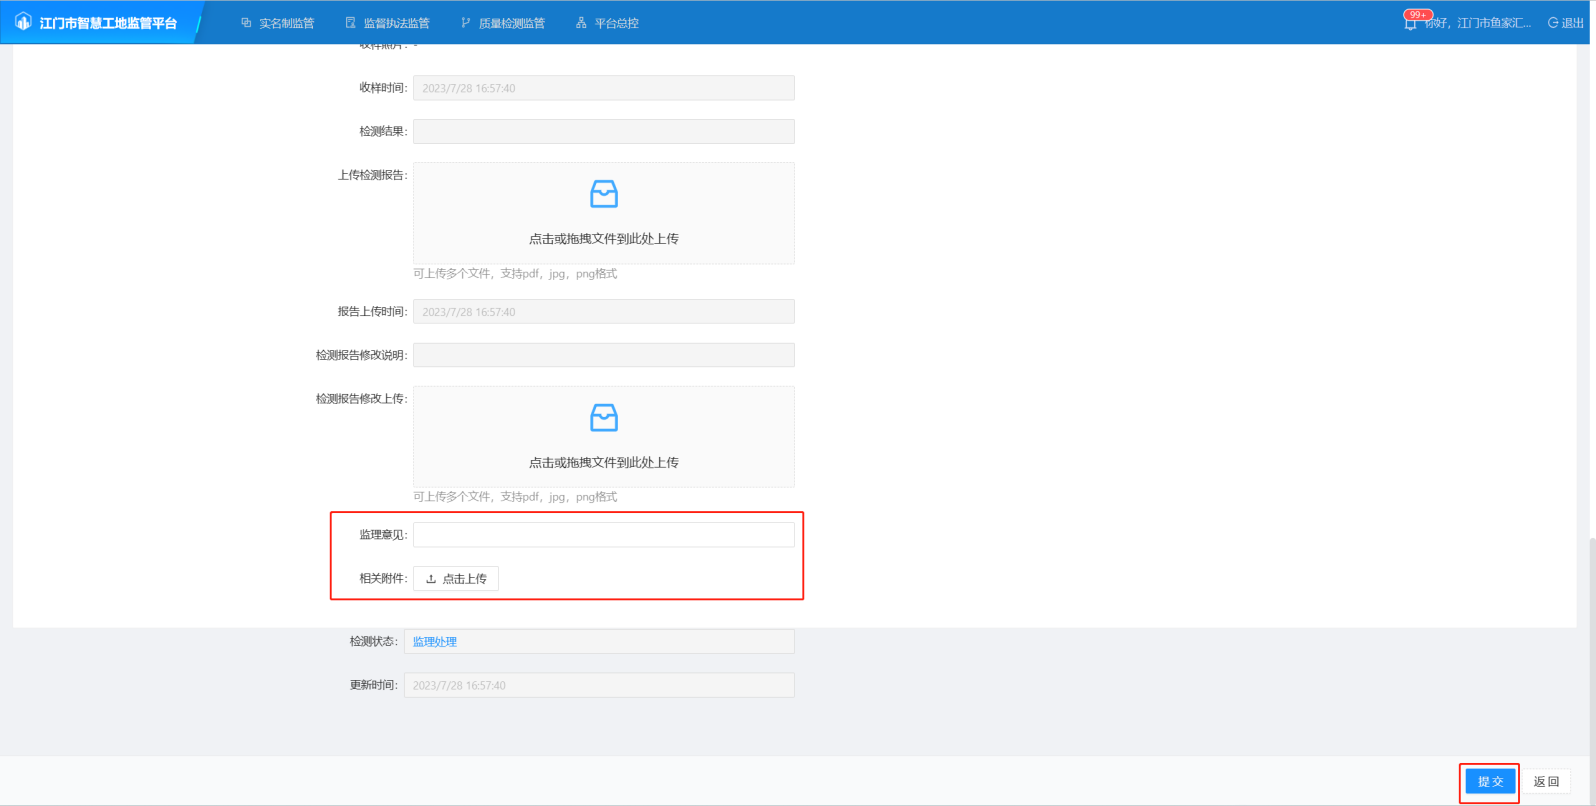 江门市智慧工地监管平台 实名制监管 监督执法监管 质量检测监管 平台总控 99+ 你好，江门市鱼家汇... 退出
收样照片: -
收样时间: 2023/7/28 16:57:40
检测结果:
上传检测报告:
点击或拖拽文件到此处上传
可上传多个文件，支持pdf，jpg，png格式
报告上传时间: 2023/7/28 16:57:40
检测报告修改说明:
检测报告修改上传:
点击或拖拽文件到此处上传
可上传多个文件，支持pdf，jpg，png格式
监理意见:
相关附件: 点击上传
检测状态: 监理处理
更新时间: 2023/7/28 16:57:40
提交 返回